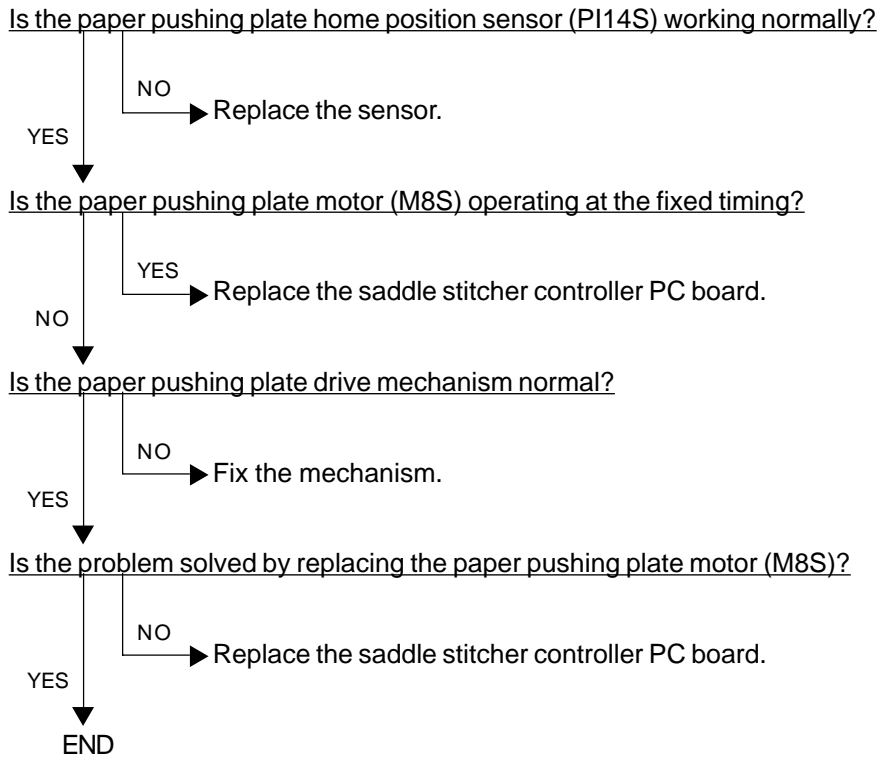 Is the paper pushing plate home position sensor (PI14S) working normally?
NO
Replace the sensor.
YES
Is the paper pushing plate motor (M8S) operating at the fixed timing?
YES
Replace the saddle stitcher controller PC board.
NO
Is the paper pushing plate drive mechanism normal?
NO
Fix the mechanism.
YES
Is the problem solved by replacing the paper pushing plate motor (M8S)?
NO
Replace the saddle stitcher controller PC board.
YES
END